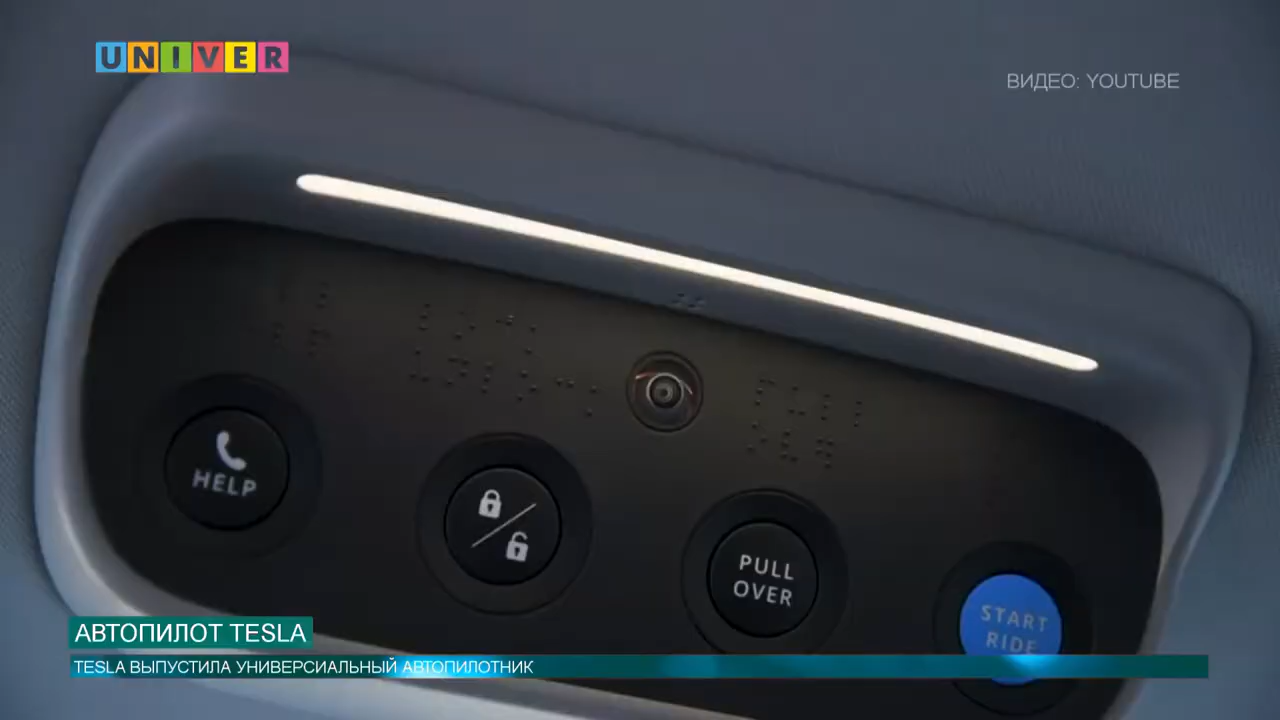 UNIVER
ВИДЕО: YOUTUBE
HELP
PULL
OVER
START
RIDE
АВТОПИЛОТ TESLA
TESLA ВЫПУСТИЛА УНИВЕРСИАЛЬНЫЙ АВТОПИЛОТНИК